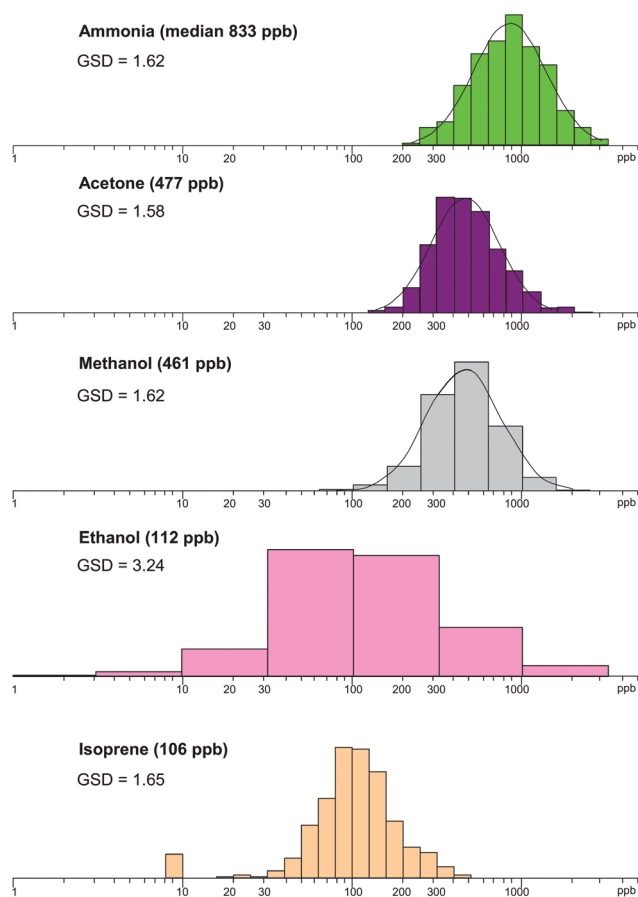 Ammonia (median 833 ppb)
GSD = 1.62
1 10 20 30 100 200 300 1000 ppb
Acetone (477 ppb)
GSD = 1.58
1 10 20 30 100 200 300 1000 ppb
Methanol (461 ppb)
GSD = 1.62
1 10 20 30 100 200 300 1000 ppb
Ethanol (112 ppb)
GSD = 3.24
1 10 20 30 100 200 300 1000 ppb
Isoprene (106 ppb)
GSD = 1.65
1 10 20 30 100 200 300 1000 ppb